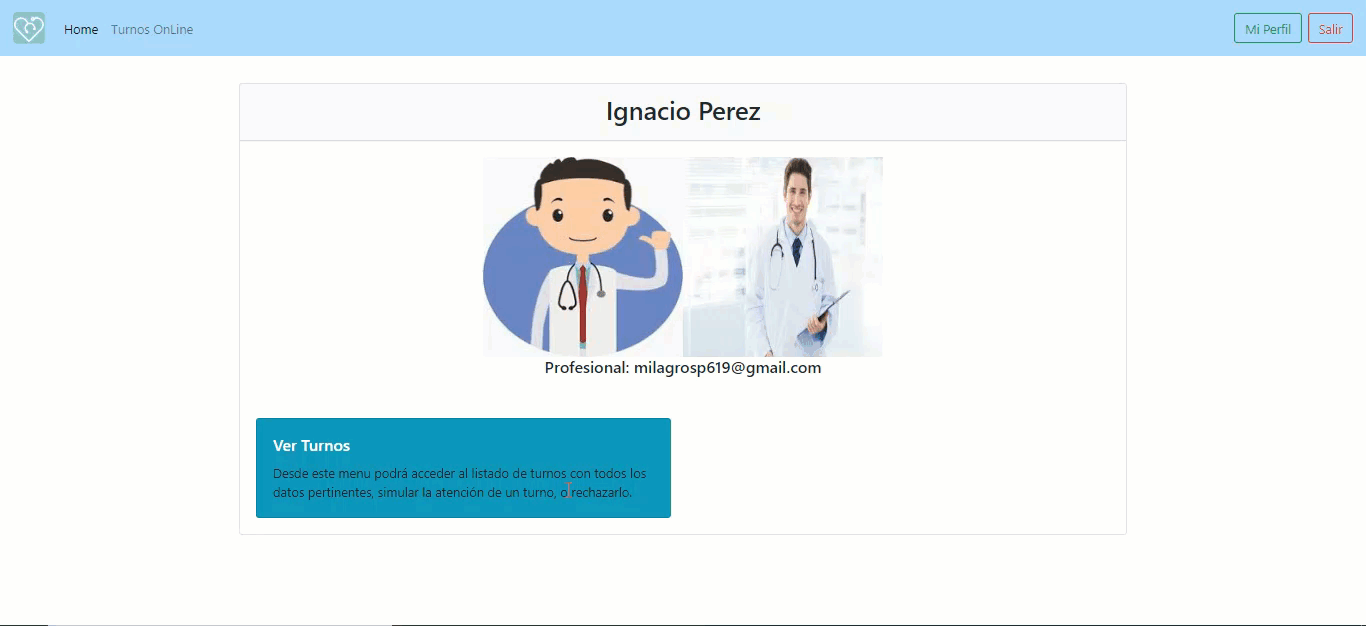 Home Turnos OnLine Mi Perfil Salir
Ignacio Perez
Profesional: milagrosp619@gmail.com
Ver Turnos
Desde este menu podrá acceder al listado de turnos con todos los
datos pertinentes, simular la atención de un turno, o rechazarlo.